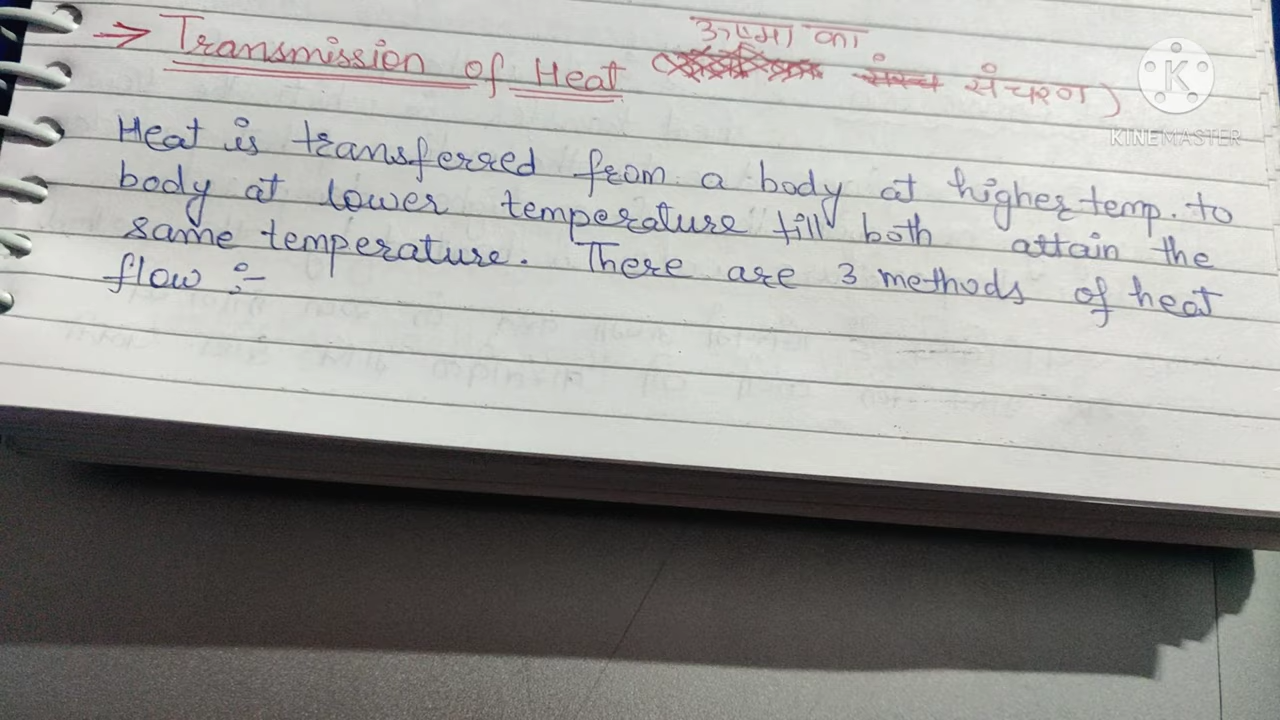 → Transmission of Heat (ऊष्मा का संचरण)
Heat is transferred from a body at higher temp. to
body at lower temperature till both attain the
same temperature. There are 3 methods of heat
flow :-
KINEMASTER